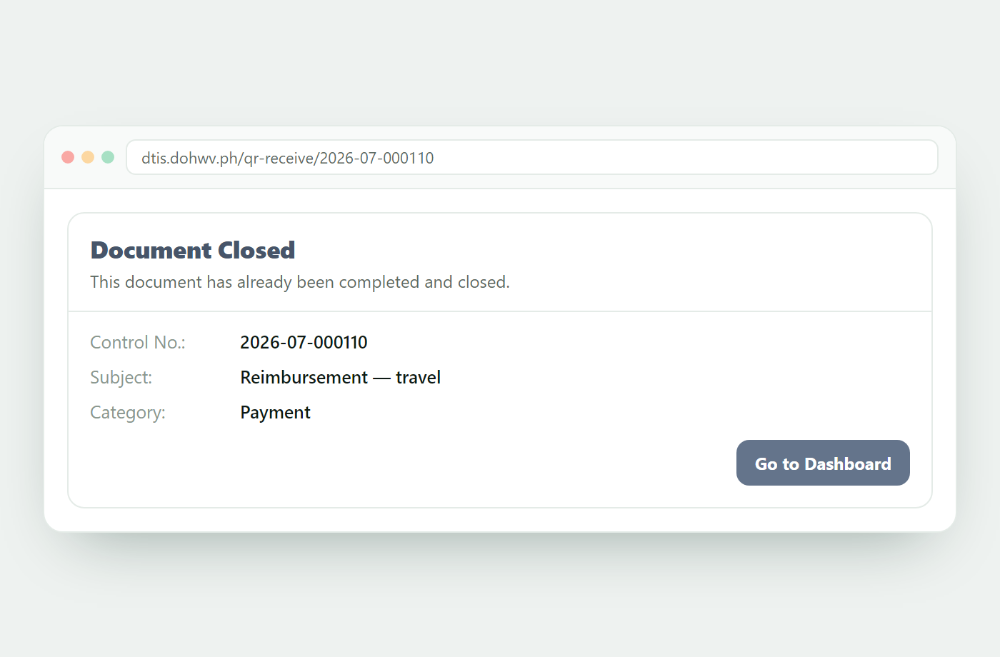 dtis.dohwv.ph/qr-receive/2026-07-000110
Document Closed
This document has already been completed and closed.
Control No.: 2026-07-000110
Subject: Reimbursement — travel
Category: Payment
Go to Dashboard